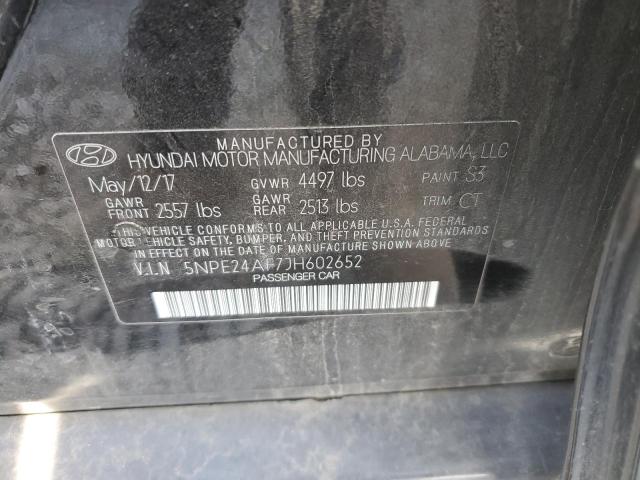 MANUFACTURED BY
HYUNDAI MOTOR MANUFACTURING ALABAMA, LLC
May/12/17 GVWR 4497 lbs PAINT S3
GAWR FRONT 2557 lbs GAWR REAR 2513 lbs TRIM CT
THIS VEHICLE CONFORMS TO ALL APPLICABLE U.S.A. FEDERAL
MOTOR VEHICLE SAFETY, BUMPER, AND THEFT PREVENTION STANDARDS
IN EFFECT ON THE DATE OF MANUFACTURE SHOWN ABOVE.
V.I.N 5NPE24AF7JH602652
PASSENGER CAR